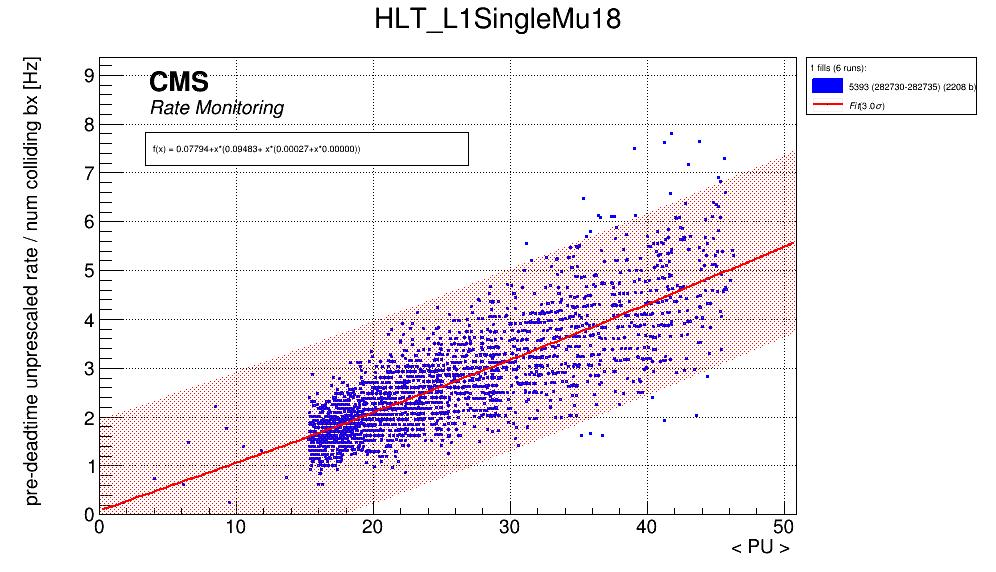 HLT_L1SingleMu18
pre-deadtime unprescaled rate / num colliding bx [Hz]
CMS
Rate Monitoring
f(x) = 0.07794+x*(0.09483+ x*(0.00027+x*0.00000))
9
8
7
6
5
4
3
2
1
0
0 10 20 30 40 50
< PU >
1 fills (6 runs):
5393 (282730-282735) (2208 b)
Fit(3.0σ)